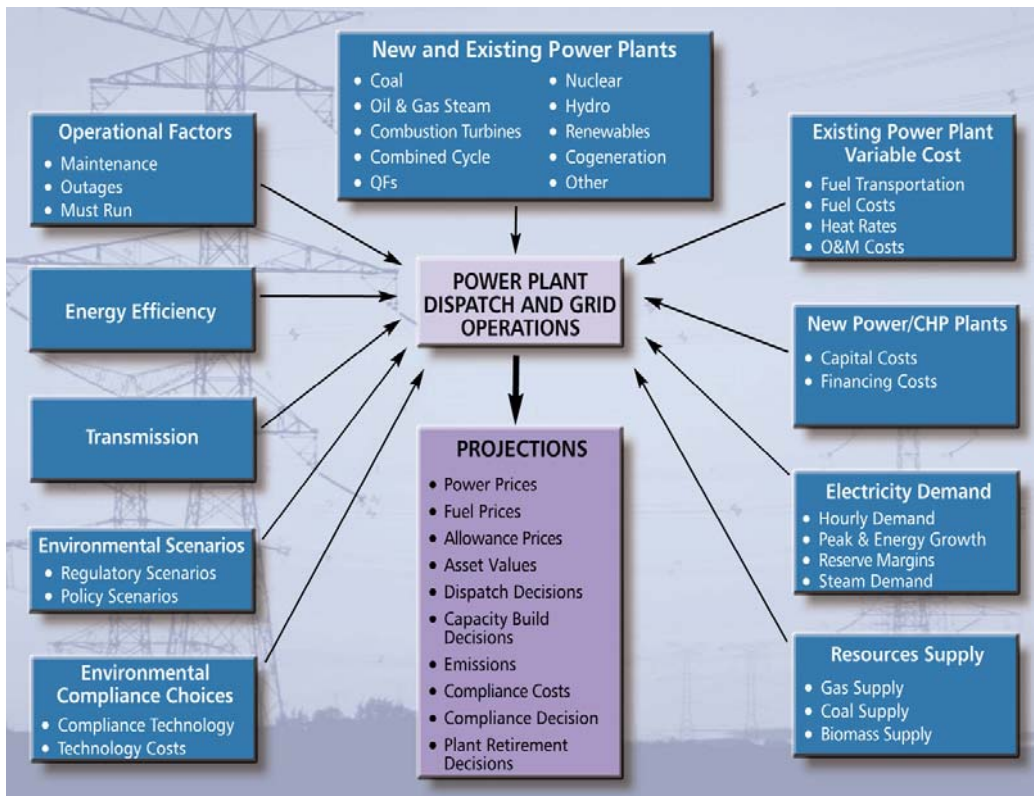 New and Existing Power Plants
• Coal
• Oil & Gas Steam
• Combustion Turbines
• Combined Cycle
• QFs
• Nuclear
• Hydro
• Renewables
• Cogeneration
• Other
Operational Factors
• Maintenance
• Outages
• Must Run
Energy Efficiency
Transmission
Environmental Scenarios
• Regulatory Scenarios
• Policy Scenarios
Environmental
Compliance Choices
• Compliance Technology
• Technology Costs
POWER PLANT
DISPATCH AND GRID
OPERATIONS
PROJECTIONS
• Power Prices
• Fuel Prices
• Allowance Prices
• Asset Values
• Dispatch Decisions
• Capacity Build
Decisions
• Emissions
• Compliance Costs
• Compliance Decision
• Plant Retirement
Decisions
Existing Power Plant
Variable Cost
• Fuel Transportation
• Fuel Costs
• Heat Rates
• O&M Costs
New Power/CHP Plants
• Capital Costs
• Financing Costs
Electricity Demand
• Hourly Demand
• Peak & Energy Growth
• Reserve Margins
• Steam Demand
Resources Supply
• Gas Supply
• Coal Supply
• Biomass Supply